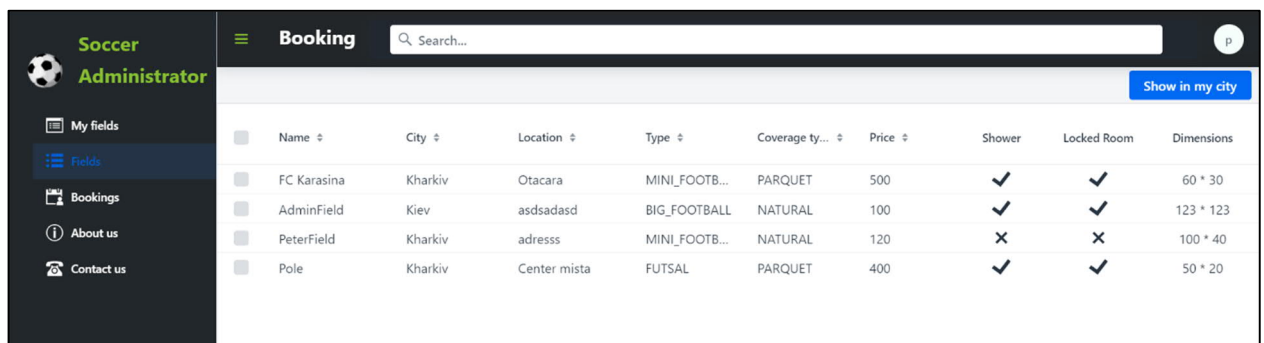 Soccer
Administrator
My fields
Fields
Bookings
About us
Contact us
Booking
Search...
p
Show in my city
Name City Location Type Coverage ty... Price Shower Locked Room Dimensions
FC Karasina Kharkiv Otacara MINI_FOOTB... PARQUET 500 60 * 30
AdminField Kiev asdsadasd BIG_FOOTBALL NATURAL 100 123 * 123
PeterField Kharkiv adresss MINI_FOOTB... NATURAL 120 100 * 40
Pole Kharkiv Center mista FUTSAL PARQUET 400 50 * 20